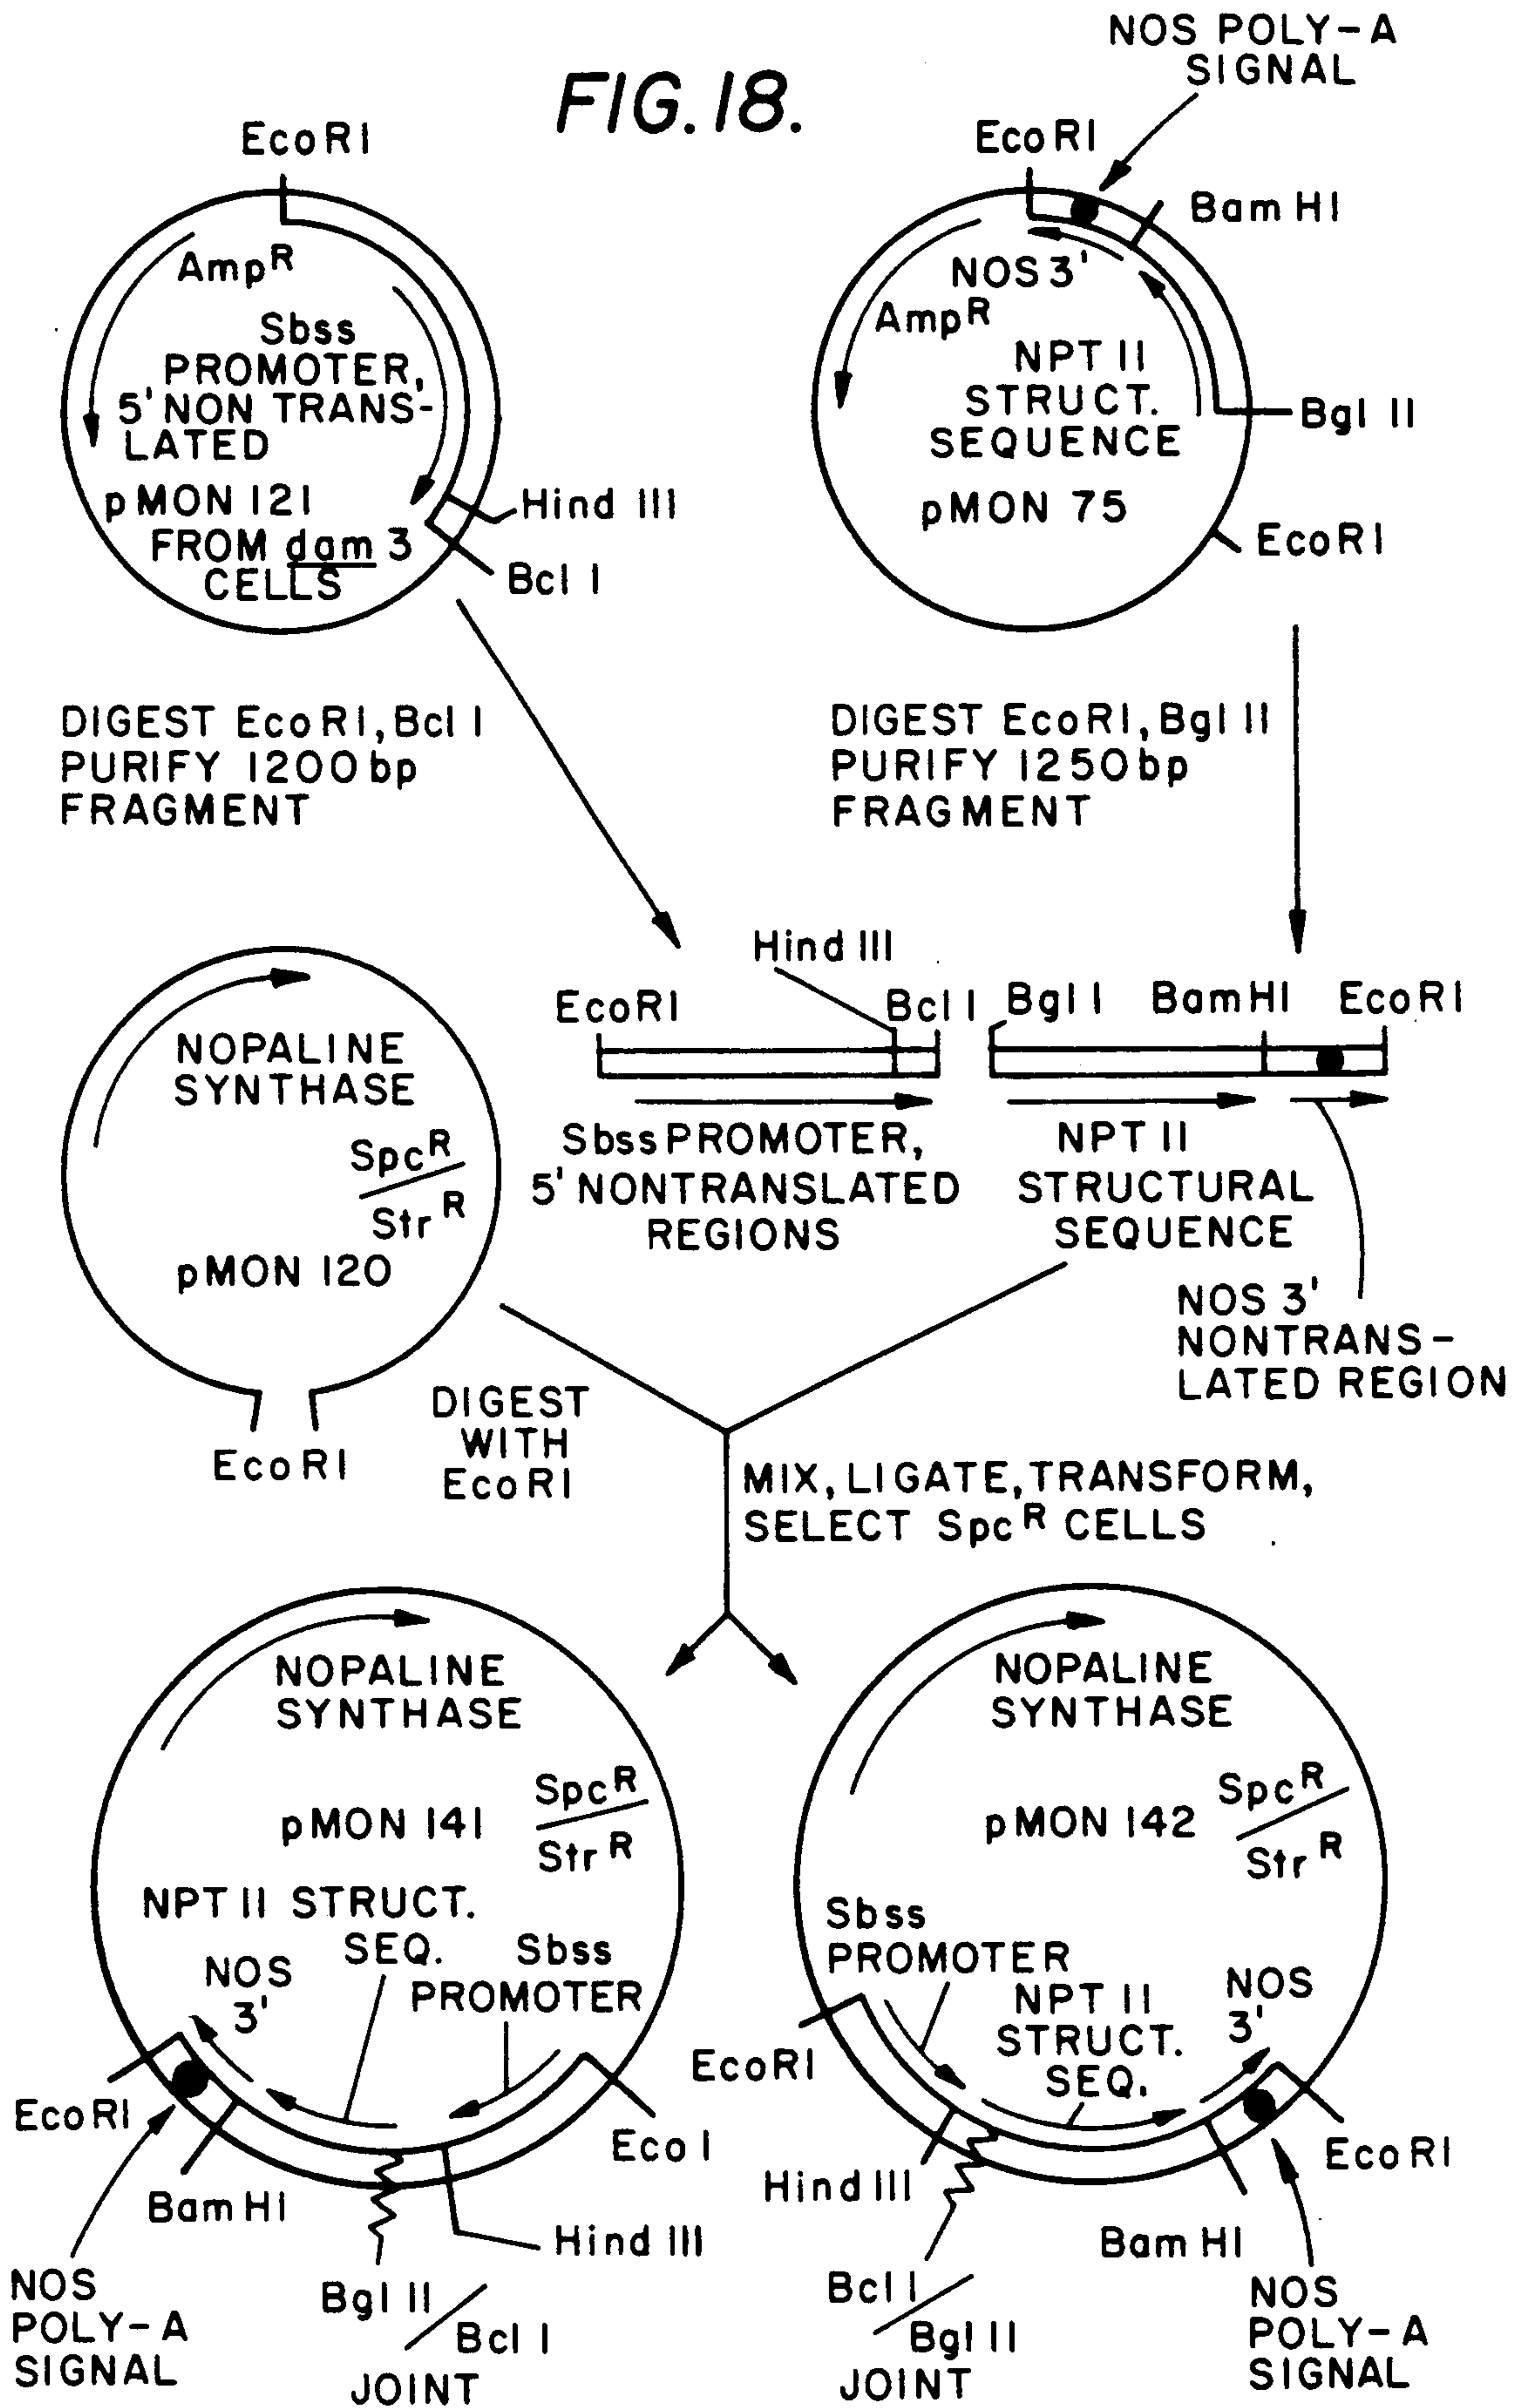 FIG. 18.
NOS POLY-A
SIGNAL
EcoRI
AmpR
Sbss
PROMOTER,
5' NON TRANS-
LATED
pMON 121
FROM dam 3
CELLS
Hind III
Bcl I
EcoRI
Bam HI
NOS 3'
AmpR
NPT II
STRUCT.
SEQUENCE
pMON 75
Bgl II
EcoRI
DIGEST EcoRI, Bcl I
PURIFY 1200 bp
FRAGMENT
DIGEST EcoRI, Bgl II
PURIFY 1250 bp
FRAGMENT
Hind III
EcoRI
Bcl I
Bgl I
BamHI
EcoRI
NOPALINE
SYNTHASE
SpcR
StrR
pMON 120
EcoRI
Sbss PROMOTER,
5' NONTRANSLATED
REGIONS
NPT II
STRUCTURAL
SEQUENCE
NOS 3'
NONTRANS-
LATED REGION
DIGEST
WITH
EcoRI
MIX, LIGATE, TRANSFORM,
SELECT SpcR CELLS
NOPALINE
SYNTHASE
pMON 141
SpcR
StrR
NPT II STRUCT.
SEQ.
Sbss
PROMOTER
NOS
3'
EcoRI
Eco I
Bam HI
Hind III
Bgl II
Bcl I
JOINT
NOS
POLY-A
SIGNAL
NOPALINE
SYNTHASE
pMON 142
SpcR
StrR
Sbss
PROMOTER
NPT II
STRUCT.
SEQ.
NOS
3'
EcoRI
EcoRI
Hind III
Bam HI
Bcl I
Bgl II
JOINT
NOS
POLY-A
SIGNAL